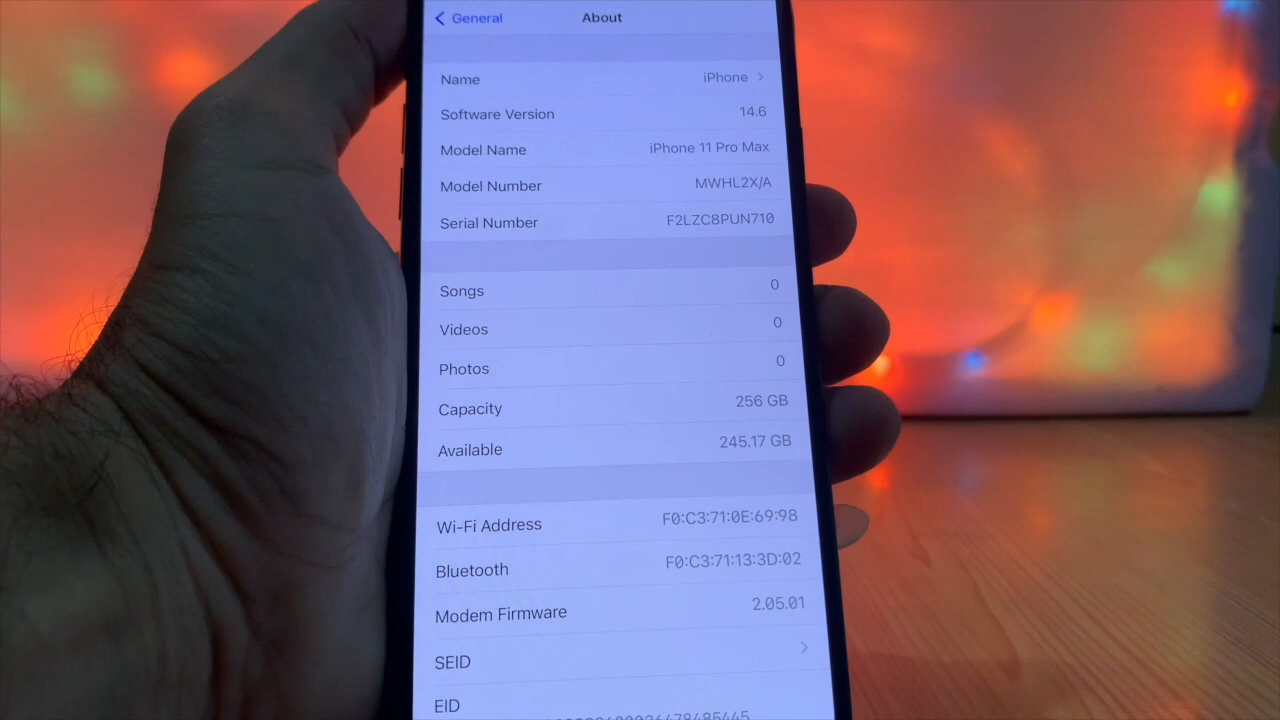 General
About
Name iPhone
Software Version 14.6
Model Name iPhone 11 Pro Max
Model Number MWHL2X/A
Serial Number F2LZC8PUN710
Songs 0
Videos 0
Photos 0
Capacity 256 GB
Available 245.17 GB
Wi-Fi Address F0:C3:71:0E:69:98
Bluetooth F0:C3:71:13:3D:02
Modem Firmware 2.05.01
SEID
EID